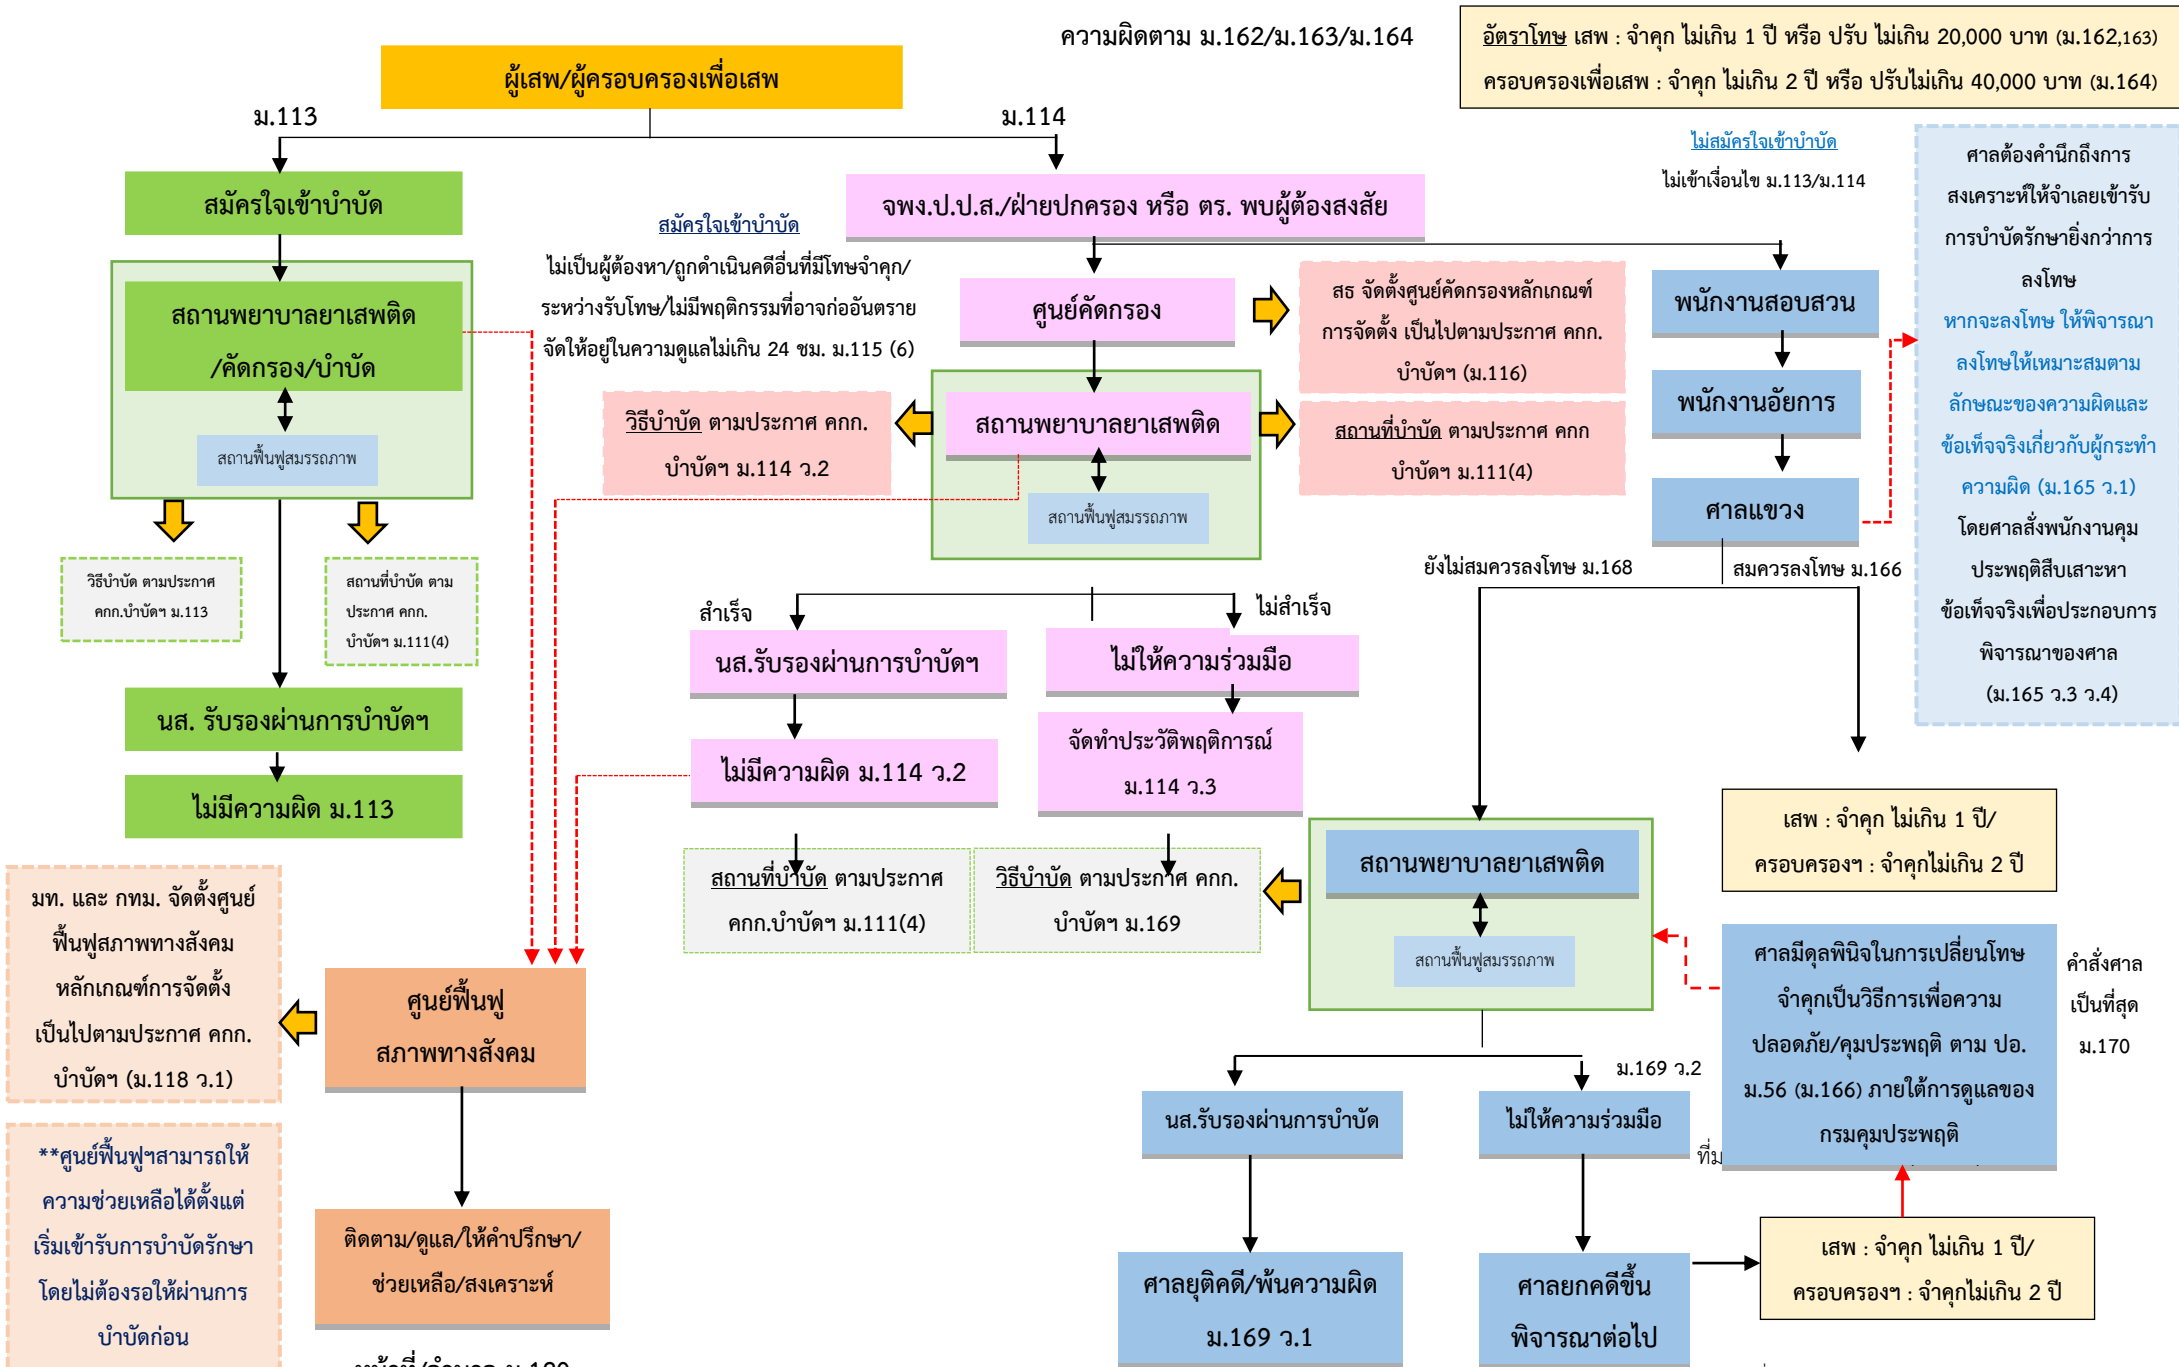 ความผิดตาม ม.162/ม.163/ม.164
อัตราโทษ เสพ : จำคุก ไม่เกิน 1 ปี หรือ ปรับ ไม่เกิน 20,000 บาท (ม.162,163)
ครอบครองเพื่อเสพ : จำคุก ไม่เกิน 2 ปี หรือ ปรับไม่เกิน 40,000 บาท (ม.164)
ผู้เสพ/ผู้ครอบครองเพื่อเสพ
ม.113
ม.114
สมัครใจเข้าบำบัด
สถานพยาบาลยาเสพติด
/คัดกรอง/บำบัด
สถานฟื้นฟูสมรรถภาพ
วิธีบำบัด ตามประกาศ
คกก.บำบัดฯ ม.113
สถานที่บำบัด ตาม
ประกาศ คกก.
บำบัดฯ ม.111(4)
นส. รับรองผ่านการบำบัดฯ
ไม่มีความผิด ม.113
จพง.ป.ป.ส./ฝ่ายปกครอง หรือ ตร. พบผู้ต้องสงสัย
สมัครใจเข้าบำบัด
ไม่เป็นผู้ต้องหา/ถูกดำเนินคดีอื่นที่มีโทษจำคุก/
ระหว่างรับโทษ/ไม่มีพฤติกรรมที่อาจก่ออันตราย
จัดให้อยู่ในความดูแลไม่เกิน 24 ชม. ม.115 (6)
ศูนย์คัดกรอง
สธ จัดตั้งศูนย์คัดกรองหลักเกณฑ์
การจัดตั้ง เป็นไปตามประกาศ คกก.
บำบัดฯ (ม.116)
วิธีบำบัด ตามประกาศ คกก.
บำบัดฯ ม.114 ว.2
สถานพยาบาลยาเสพติด
สถานฟื้นฟูสมรรถภาพ
สถานที่บำบัด ตามประกาศ คกก
บำบัดฯ ม.111(4)
สำเร็จ
ไม่สำเร็จ
นส.รับรองผ่านการบำบัดฯ
ไม่ให้ความร่วมมือ
ไม่มีความผิด ม.114 ว.2
จัดทำประวัติพฤติการณ์
ม.114 ว.3
ไม่สมัครใจเข้าบำบัด
ไม่เข้าเงื่อนไข ม.113/ม.114
พนักงานสอบสวน
พนักงานอัยการ
ศาลแขวง
ศาลต้องคำนึกถึงการ
สงเคราะห์ให้จำเลยเข้ารับ
การบำบัดรักษายิ่งกว่าการ
ลงโทษ
หากจะลงโทษ ให้พิจารณา
ลงโทษให้เหมาะสมตาม
ลักษณะของความผิดและ
ข้อเท็จจริงเกี่ยวกับผู้กระทำ
ความผิด (ม.165 ว.1)
โดยศาลสั่งพนักงานคุม
ประพฤติสืบเสาะหา
ข้อเท็จจริงเพื่อประกอบการ
พิจารณาของศาล
(ม.165 ว.3 ว.4)
ยังไม่สมควรลงโทษ ม.168
สมควรลงโทษ ม.166
เสพ : จำคุก ไม่เกิน 1 ปี/
ครอบครองฯ : จำคุกไม่เกิน 2 ปี
สถานที่บำบัด ตามประกาศ
คกก.บำบัดฯ ม.111(4)
วิธีบำบัด ตามประกาศ คกก.
บำบัดฯ ม.169
สถานพยาบาลยาเสพติด
สถานฟื้นฟูสมรรถภาพ
ศาลมีดุลพินิจในการเปลี่ยนโทษ
จำคุกเป็นวิธีการเพื่อความ
ปลอดภัย/คุมประพฤติ ตาม ปอ.
ม.56 (ม.166) ภายใต้การดูแลของ
กรมคุมประพฤติ
คำสั่งศาล
เป็นที่สุด
ม.170
มท. และ กทม. จัดตั้งศูนย์
ฟื้นฟูสภาพทางสังคม
หลักเกณฑ์การจัดตั้ง
เป็นไปตามประกาศ คกก.
บำบัดฯ (ม.118 ว.1)
ศูนย์ฟื้นฟู
สภาพทางสังคม
**ศูนย์ฟื้นฟูฯสามารถให้
ความช่วยเหลือได้ตั้งแต่
เริ่มเข้ารับการบำบัดรักษา
โดยไม่ต้องรอให้ผ่านการ
บำบัดก่อน
ติดตาม/ดูแล/ให้คำปรึกษา/
ช่วยเหลือ/สงเคราะห์
ม.169 ว.2
นส.รับรองผ่านการบำบัด
ไม่ให้ความร่วมมือ
ศาลยุติคดี/พ้นความผิด
ม.169 ว.1
ศาลยกคดีขึ้น
พิจารณาต่อไป
เสพ : จำคุก ไม่เกิน 1 ปี/
ครอบครองฯ : จำคุกไม่เกิน 2 ปี